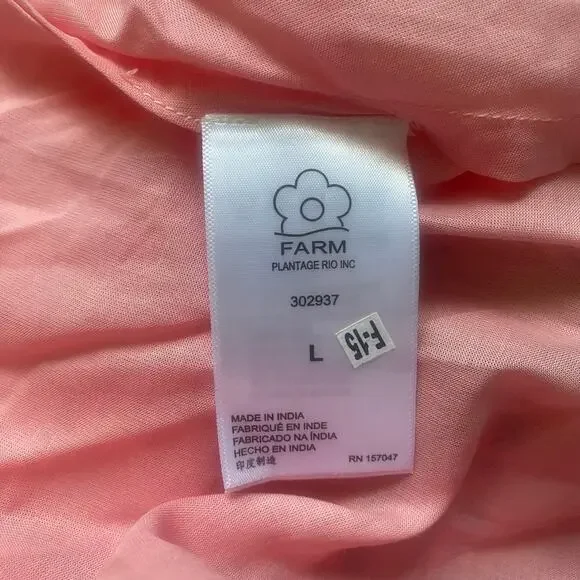 FARM
PLANTAGE RIO INC
302937
L
F-15
MADE IN INDIA
FABRIQUÉ EN INDE
FABRICADO NA ÍNDIA
HECHO EN INDIA
印度制造
RN 157047